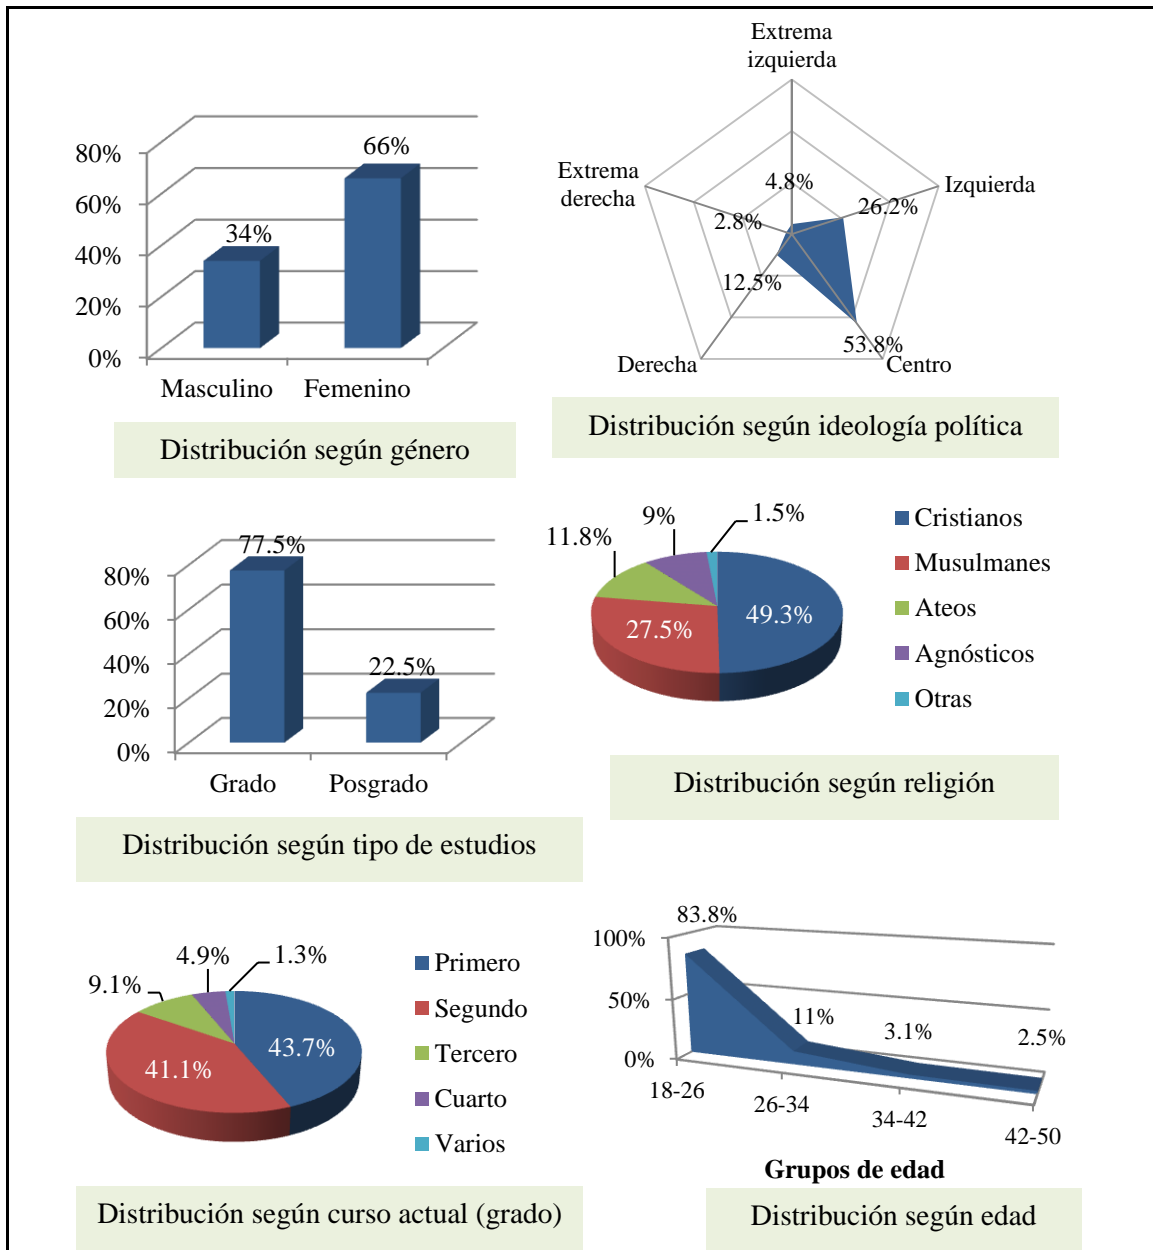 80%
60%
40%
20%
0%
34%
66%
Masculino
Femenino
Distribución según género
Extrema
izquierda
Izquierda
Centro
Derecha
Extrema
derecha
4.8%
26.2%
53.8%
12.5%
2.8%
Distribución según ideología política
80%
60%
40%
20%
0%
77.5%
22.5%
Grado
Posgrado
Distribución según tipo de estudios
11.8%
9%
1.5%
49.3%
27.5%
Cristianos
Musulmanes
Ateos
Agnósticos
Otras
Distribución según religión
9.1%
4.9%
1.3%
43.7%
41.1%
Primero
Segundo
Tercero
Cuarto
Varios
Distribución según curso actual (grado)
100%
50%
0%
83.8%
11%
3.1%
2.5%
18-26
26-34
34-42
42-50
Grupos de edad
Distribución según edad